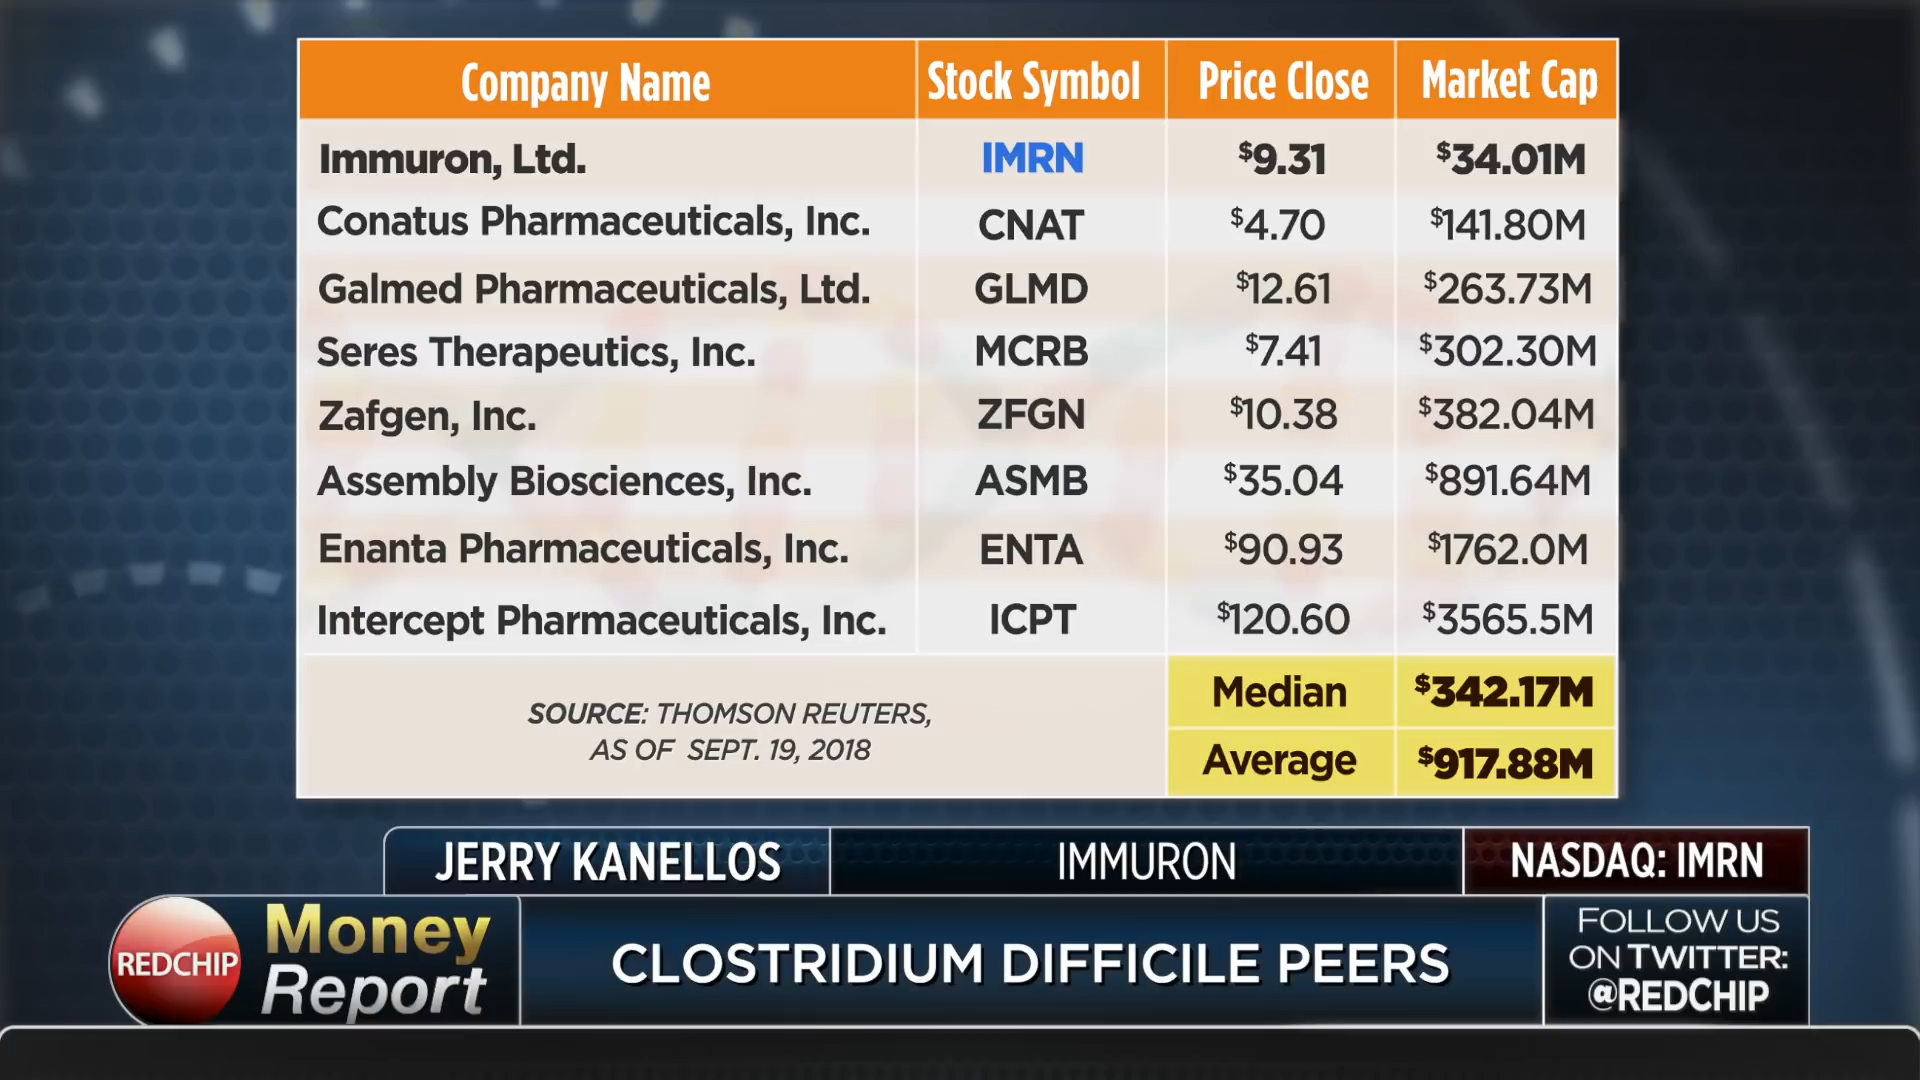 Company Name Stock Symbol Price Close Market Cap
Immuron, Ltd. IMRN $9.31 $34.01M
Conatus Pharmaceuticals, Inc. CNAT $4.70 $141.80M
Galmed Pharmaceuticals, Ltd. GLMD $12.61 $263.73M
Seres Therapeutics, Inc. MCRB $7.41 $302.30M
Zafgen, Inc. ZFGN $10.38 $382.04M
Assembly Biosciences, Inc. ASMB $35.04 $891.64M
Enanta Pharmaceuticals, Inc. ENTA $90.93 $1762.0M
Intercept Pharmaceuticals, Inc. ICPT $120.60 $3565.5M
SOURCE: THOMSON REUTERS,
AS OF SEPT. 19, 2018
Median $342.17M
Average $917.88M
JERRY KANELLOS IMMURON NASDAQ: IMRN
REDCHIP
Money
Report
CLOSTRIDIUM DIFFICILE PEERS
FOLLOW US
ON TWITTER:
@REDCHIP